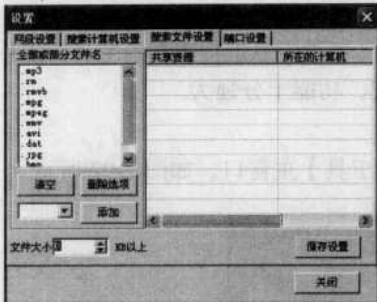 设置
网段设置 搜索计算机设置 搜索文件设置 端口设置
全部或部分文件名
共享资源 所在的计算机
.mp3
.rm
.rmvb
.mpg
.mpeg
.wmv
.avi
.dat
.jpg
.bmp
清空 删除选项
添加
文件大小 0 KB以上
保存设置
关闭